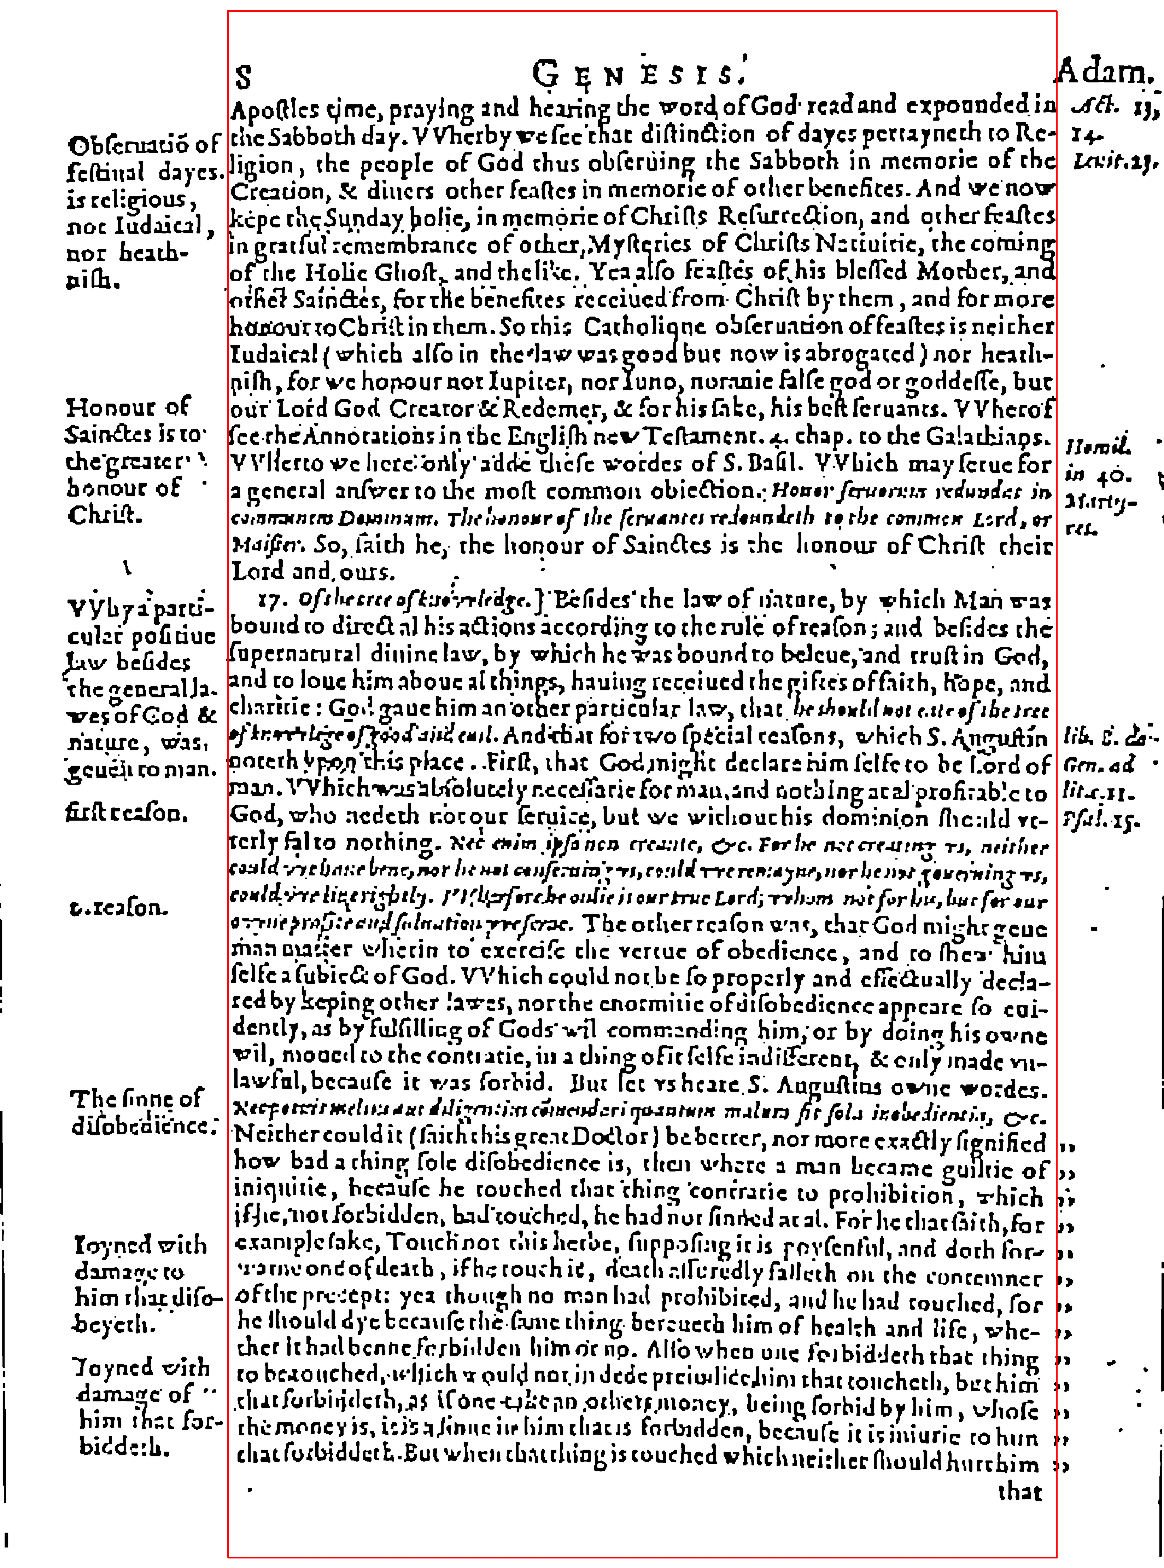 8 GENESIS. Adam.
Apoſtles time, praying and hearing the word of God read and expounded in
the Sabboth day. VVherby we ſee that diſtinction of dayes pertayneth to Re-
ligion, the people of God thus obſeruing the Sabboth in memorie of the
Creation, & diuers other feaſtes in memorie of other benefites. And we now
kepe the Sunday holie, in memorie of Chriſts Reſurrection, and other feaſtes
in grateful remembrance of other Myſteries of Chriſts Natiuitie, the coming
of the Holie Ghoſt, and the like. Yea alſo feaſtes of his bleſſed Mother, and
other Sainctes, for the benefites receiued from Chriſt by them, and for more
honour to Chriſt in them. So this Catholique obſeruation of feaſtes is neither
Iudaical (which alſo in the law was good but now is abrogated) nor heath-
niſh, for we honour not Iupiter, nor Iuno, nor anie falſe god or goddeſſe, but
our Lord God Creator & Redemer, & for his ſake, his beſt ſeruants. VVherof
ſee the Annotations in the Engliſh new Teſtament. 4. chap. to the Galathians.
VVherto we here only adde theſe wordes of S. Baſil. VVhich may ſerue for
a general anſwer to the moſt common obiection. Honor ſeruorum redundat in
communem Dominum. The honour of the ſeruantes redoundeth to the common Lord, or
Maiſter. So, ſaith he, the honour of Sainctes is the honour of Chriſt their
Lord and ours.
17. Of the tree of knowledge.] Beſides the law of nature, by which Man was
bound to direct al his actions according to the rule of reaſon; and beſides the
ſupernatural diuine law, by which he was bound to beleue, and truſt in God,
and to loue him aboue al things, hauing receiued the giftes of faith, hope, and
charitie: God gaue him an other particular law, that he should not eate of the tree
of knowlege of good and euil. And that for two ſpecial reaſons, which S. Auguſtin
noteth vpon this place. Firſt, that God might declare him ſelfe to be Lord of
man. VVhich was abſolutely neceſſarie for man, and nothing at al profitable to
God, who nedeth not our ſeruice, but we without his dominion ſhould vt-
terly fal to nothing. Nec enim ipſo non creante, &c. For he not creating vs, neither
could we haue bene, nor he not conſeruing vs, could we remayne, nor he not gouerning vs,
could we liue rightly. VVherfore he onlie is our true Lord, whom not for his, but for our
owne profite and ſaluation we ſerue. The other reaſon was, that God might geue
man matter wherin to exerciſe the vertue of obedience, and to ſhew him
ſelfe a ſubiect of God. VVhich could not be ſo properly and effectually decla-
red by keping other lawes, nor the enormitie of diſobedience appeare ſo eui-
dently, as by fulfilling of Gods wil commanding him, or by doing his owne
wil, moued to the contrarie, in a thing of it ſelfe indifferent, & only made vn-
lawful, becauſe it was forbid. But let vs heare S. Auguſtins owne wordes.
Nec potuit melius aut diligentius cōmendari quantum malum ſit ſola inobedientia, &c.
Neither could it (ſaith this great Doctor) be better, nor more exactly ſignified
how bad a thing ſole diſobedience is, then where a man became guiltie of
iniquitie, becauſe he touched that thing contrarie to prohibition, which
if he, not forbidden, had touched, he had not ſinned at al. For he that ſaith, for
example ſake, Touch not this herbe, ſuppoſing it is poyſenful, and doth for-
warne one of death, if he touch it, death aſſuredly falleth on the contemner
of the precept: yea though no man had prohibited, and he had touched, for
he ſhould dye becauſe the ſame thing bereueth him of health and life, whe-
ther it had benne forbidden him or no. Alſo when one forbiddeth that thing
to be touched, which would not in dede preiudice him that toucheth, but him
that forbiddeth, as if one take an others money, being forbid by him, whoſe
the money is, it is a ſinne in him that is forbidden, becauſe it is iniurie to him
that forbiddeth. But when that thing is touched which neither ſhould hurt him
that
Obſeruatiō of
feſtiual dayes.
is religious,
not Iudaical,
nor heath-
niſh.
Honour of
Sainctes is to
the greater
honour of
Chriſt.
VVhy a parti-
cular poſitiue
law beſides
the general la-
wes of God &
nature, was
geuen to man.
firſt reaſon.
2. reaſon.
The ſinne of
diſobedience.
Ioyned with
damage to
him that diſo-
beyeth.
Ioyned with
damage of
him that for-
biddeth.
Act. 13,
14.
Leuit. 23.
Homil.
in 40.
Marty-
res.
lib. 8. de
Gen. ad
lit. c. 11.
Pſal. 15.